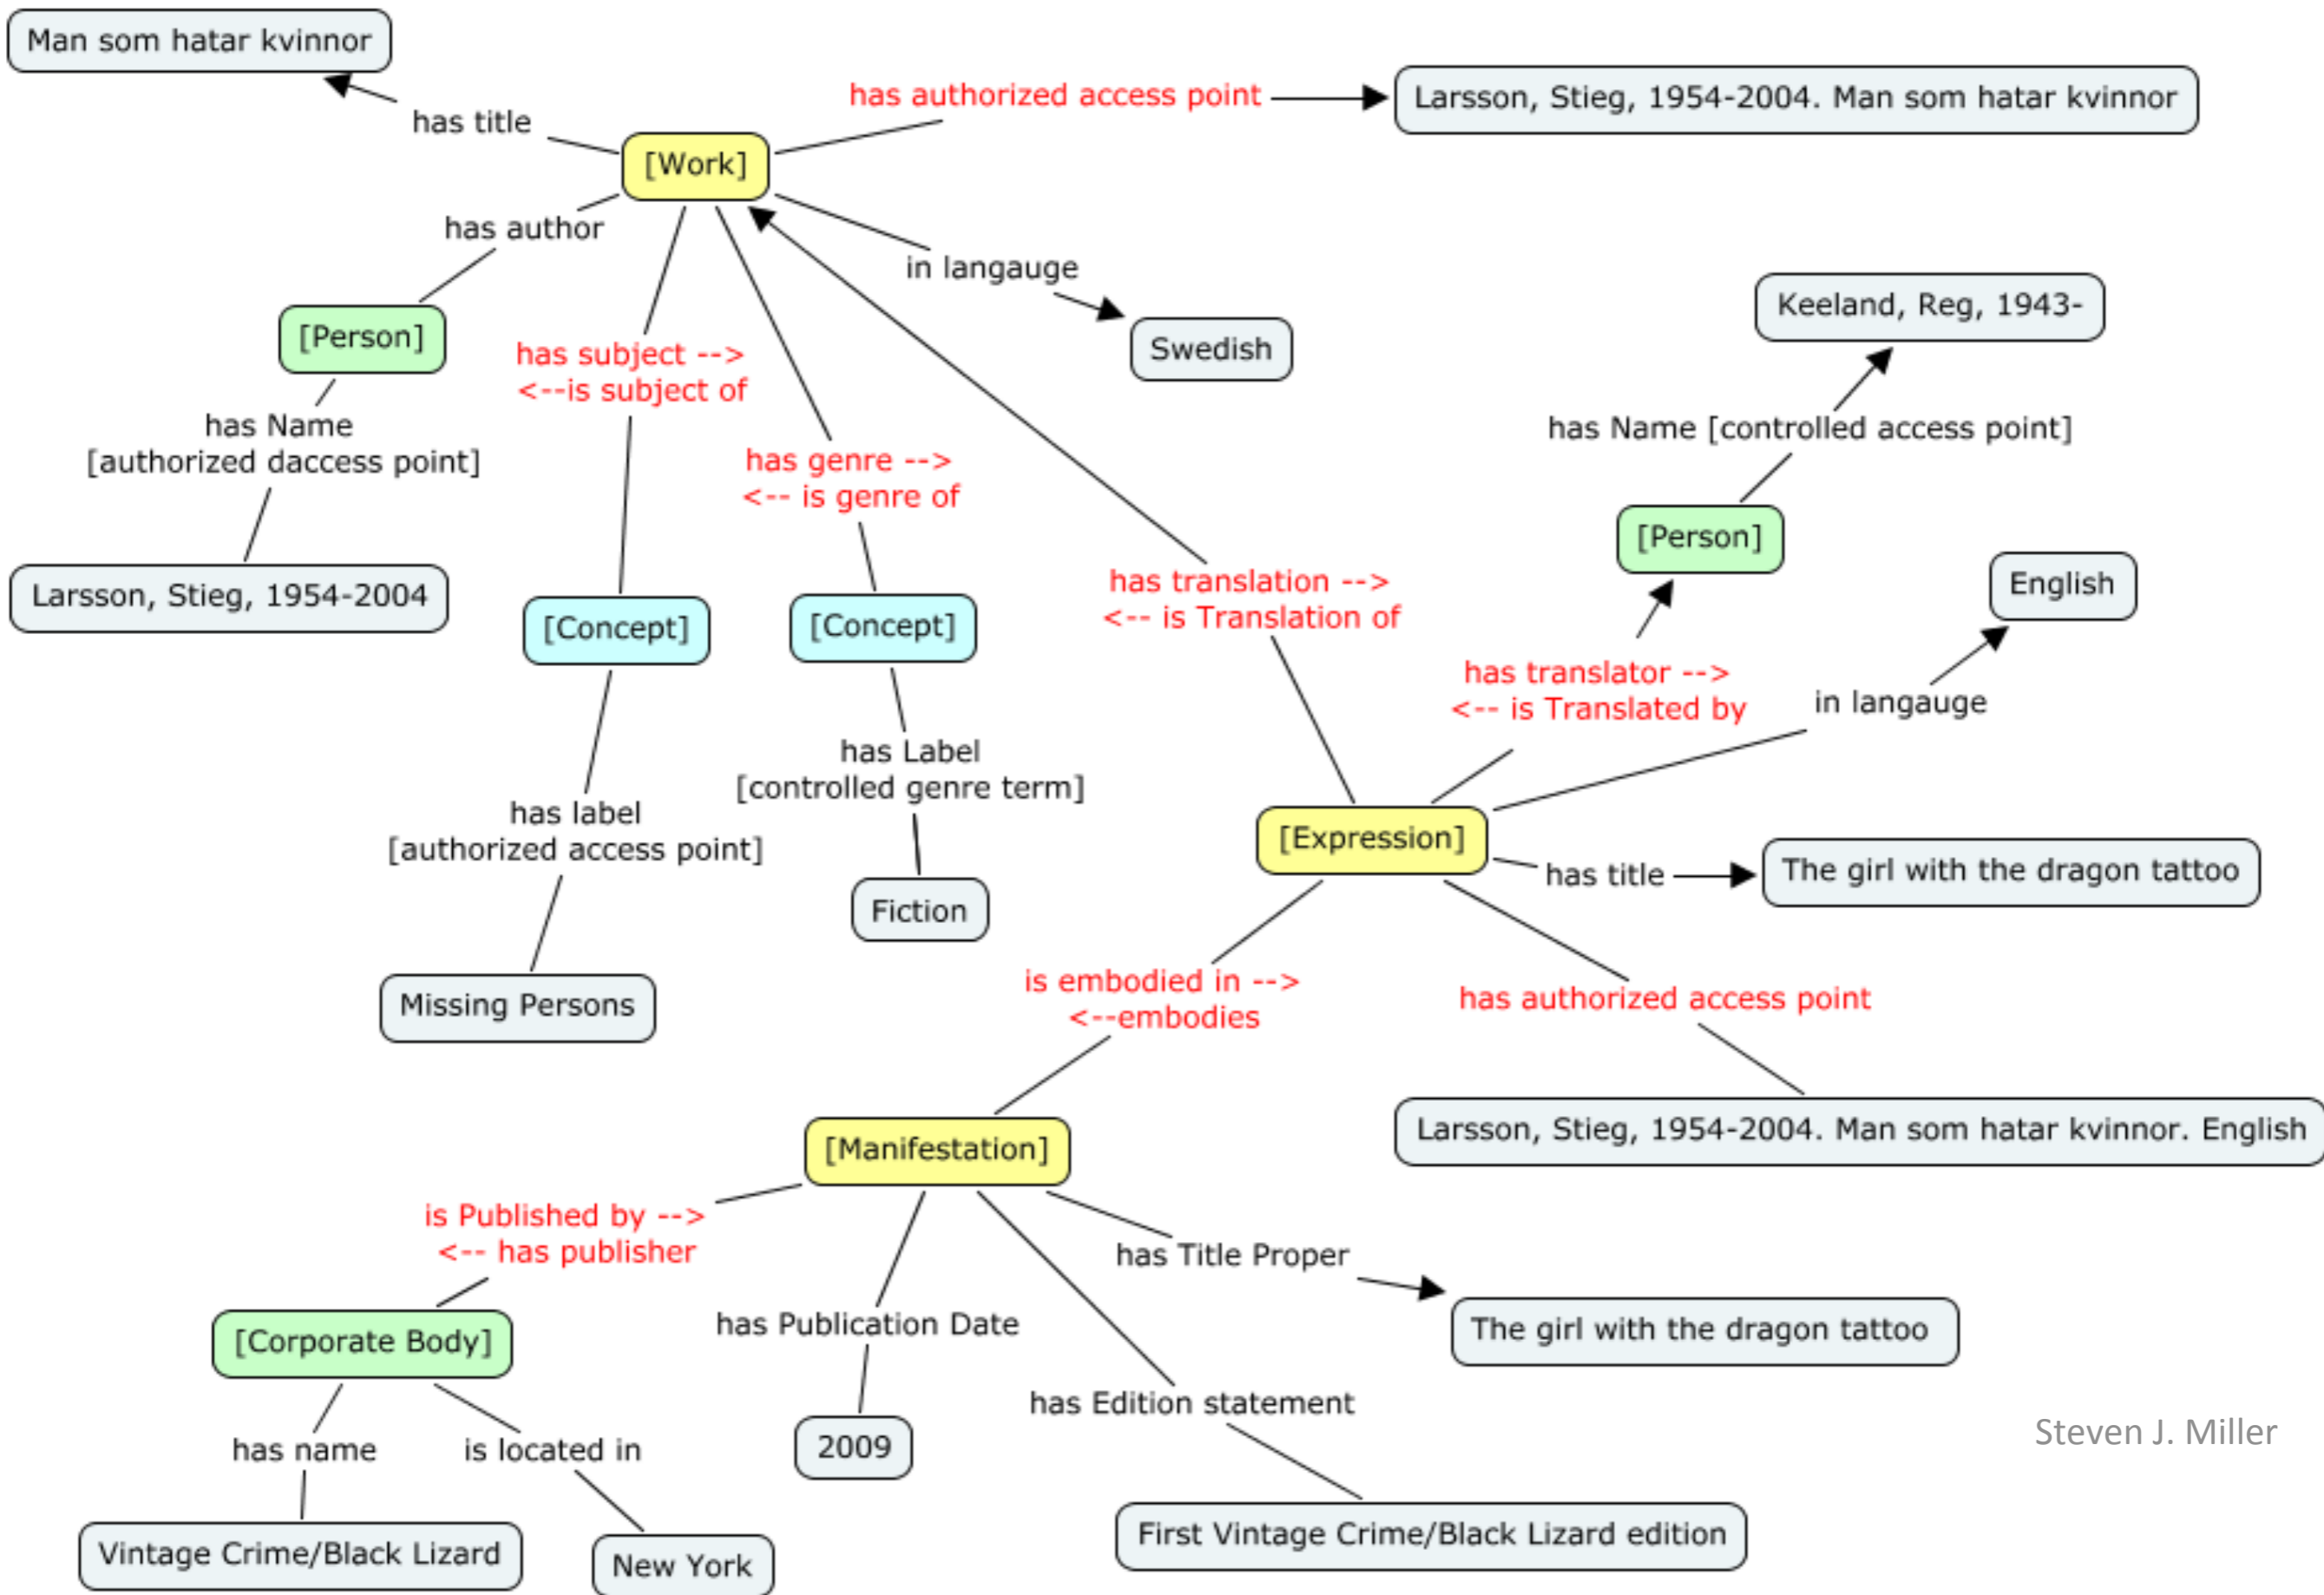 Man som hatar kvinnor
has title
has authorized access point
Larsson, Stieg, 1954-2004. Man som hatar kvinnor
[Work]
has author
in langauge
Swedish
[Person]
has Name
[authorized daccess point]
Larsson, Stieg, 1954-2004
has subject -->
<--is subject of
has genre -->
<-- is genre of
has translation -->
<-- is Translation of
Keeland, Reg, 1943-
has Name [controlled access point]
[Person]
English
[Concept]
[Concept]
has translator -->
<-- is Translated by
in langauge
has Label
[controlled genre term]
has label
[authorized access point]
Fiction
Missing Persons
[Expression]
has title
The girl with the dragon tattoo
is embodied in -->
<--embodies
has authorized access point
Larsson, Stieg, 1954-2004. Man som hatar kvinnor. English
[Manifestation]
is Published by -->
<-- has publisher
has Title Proper
The girl with the dragon tattoo
[Corporate Body]
has Publication Date
2009
has Edition statement
First Vintage Crime/Black Lizard edition
has name
is located in
Vintage Crime/Black Lizard
New York
Steven J. Miller